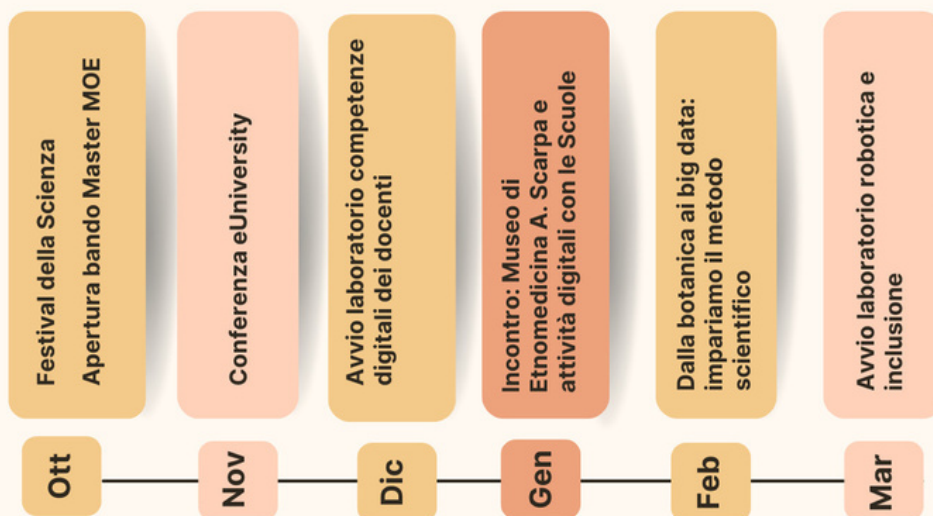 Ott
Festival della Scienza
Apertura bando Master MOE
Nov
Conferenza eUniversity
Dic
Avvio laboratorio competenze
digitali dei docenti
Gen
Incontro: Museo di
Etnomedicina A. Scarpa e
attività digitali con le Scuole
Feb
Dalla botanica ai big data:
impariamo il metodo
scientifico
Mar
Avvio laboratorio robotica e
inclusione